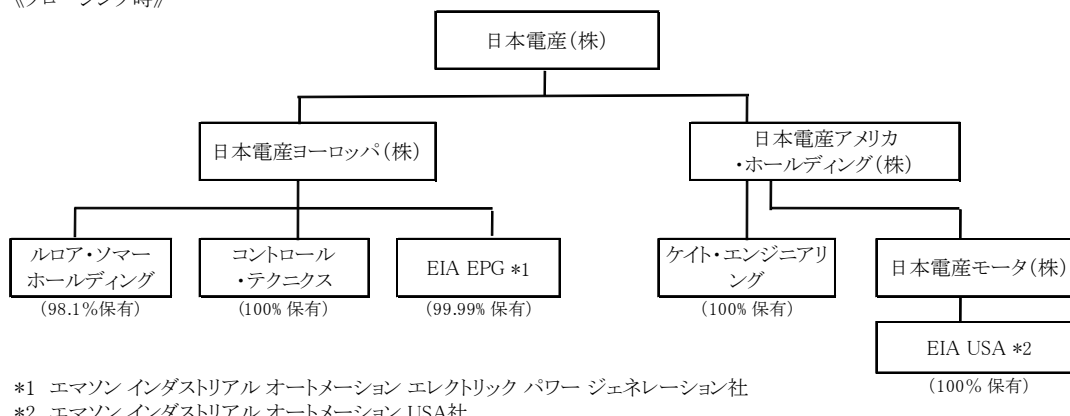 《クロージング時》
日本電産(株)
日本電産ヨーロッパ(株)
日本電産アメリカ
・ホールディング(株)
ルロア・ソマー
ホールディング
(98.1%保有)
コントロール
・テクニクス
(100% 保有)
EIA EPG *1
(99.99% 保有)
ケイト・エンジニアリ
ング
(100% 保有)
日本電産モータ(株)
EIA USA *2
(100% 保有)
*1 エマソン インダストリアル オートメーション エレクトリック パワー ジェネレーション社
*2 エマソン インダストリアル オートメーション USA社